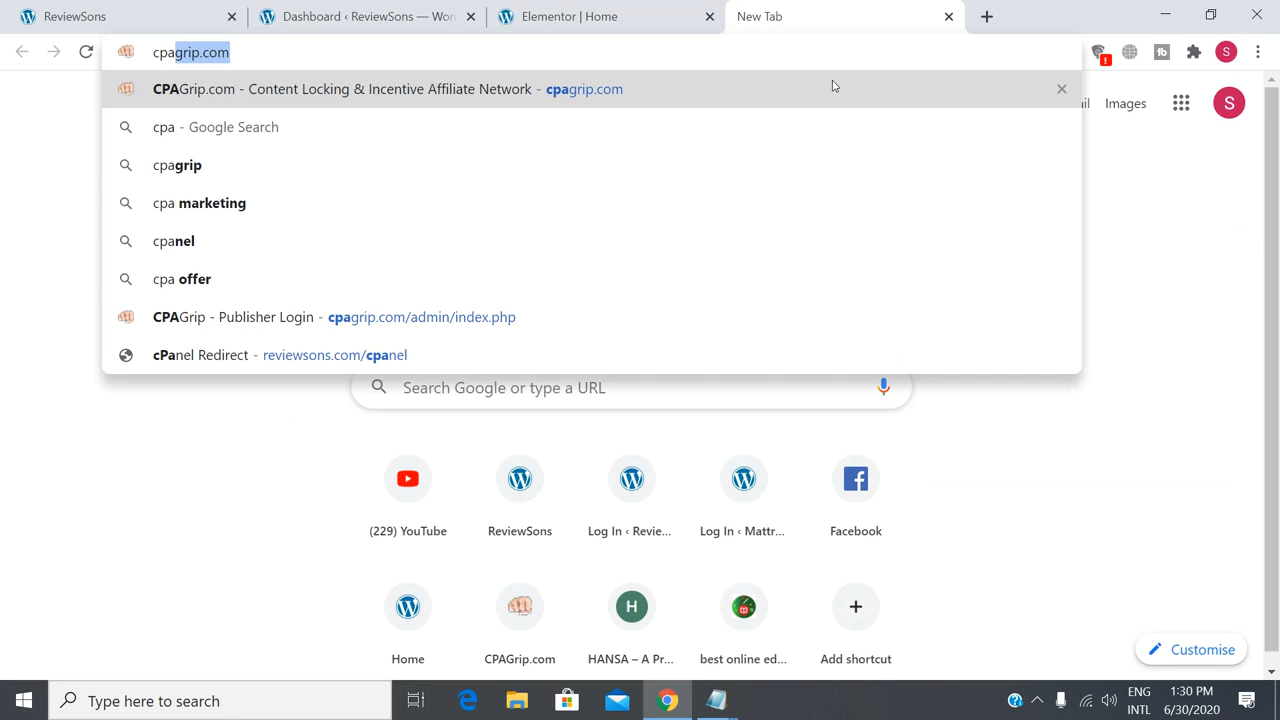 ReviewSons
Dashboard ‹ ReviewSons — Wor
Elementor | Home
New Tab
cpagrip.com
S
CPAGrip.com - Content Locking & Incentive Affiliate Network - cpagrip.com
ail
Images
S
cpa - Google Search
cpagrip
cpa marketing
cpanel
cpa offer
CPAGrip - Publisher Login - cpagrip.com/admin/index.php
cPanel Redirect - reviewsons.com/cpanel
Search Google or type a URL
(229) YouTube
ReviewSons
Log In ‹ Revie...
Log In ‹ Mattr...
Facebook
H
Home
CPAGrip.com
HANSA – A Pr...
best online ed...
Add shortcut
Customise
Type here to search
ENG
INTL
1:30 PM
6/30/2020